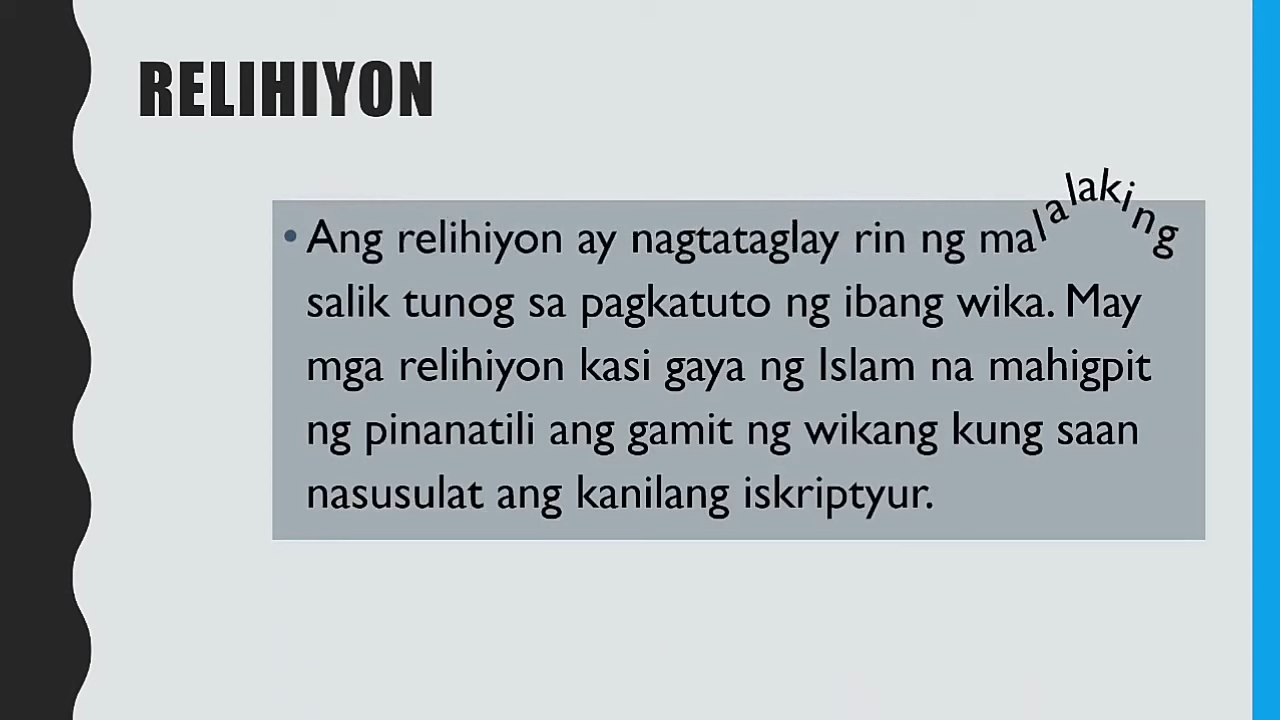 RELIHIYON
• Ang relihiyon ay nagtataglay rin ng malalaking
salik tunog sa pagkatuto ng ibang wika. May
mga relihiyon kasi gaya ng Islam na mahigpit
ng pinanatili ang gamit ng wikang kung saan
nasusulat ang kanilang iskriptyur.